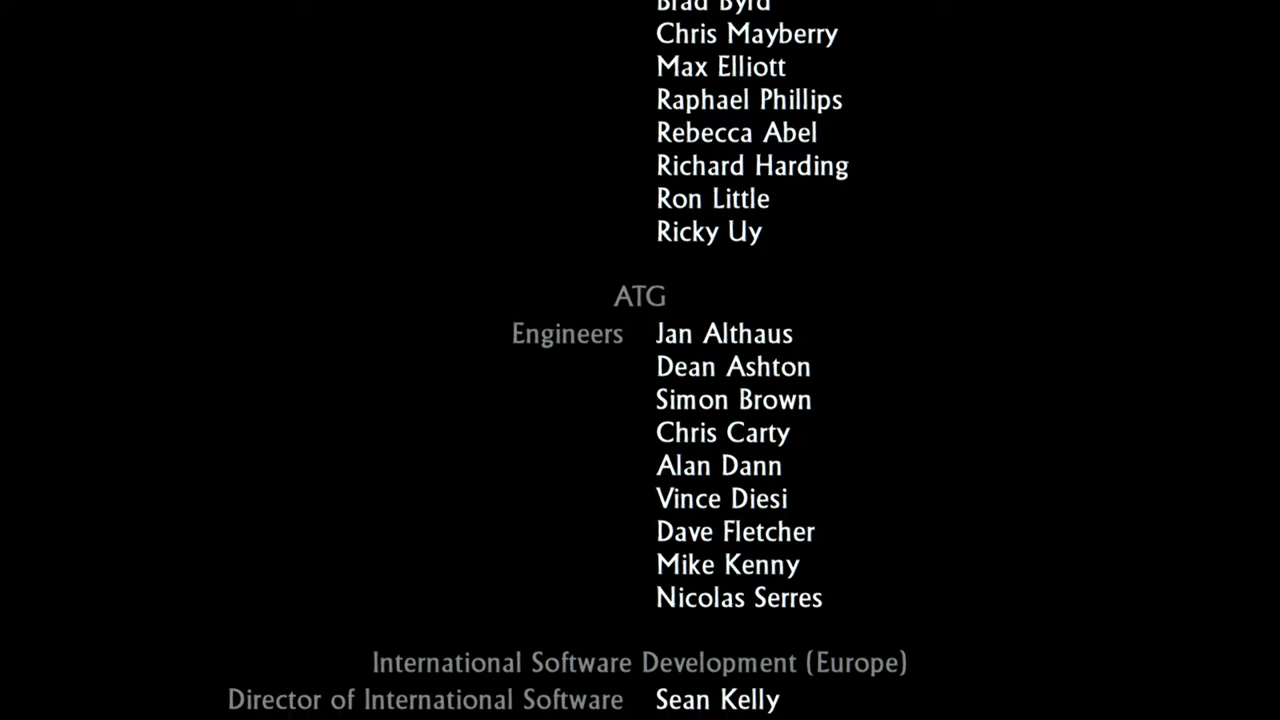 Brad Byrd
Chris Mayberry
Max Elliott
Raphael Phillips
Rebecca Abel
Richard Harding
Ron Little
Ricky Uy
ATG
Engineers Jan Althaus
Dean Ashton
Simon Brown
Chris Carty
Alan Dann
Vince Diesi
Dave Fletcher
Mike Kenny
Nicolas Serres
International Software Development (Europe)
Director of International Software Sean Kelly